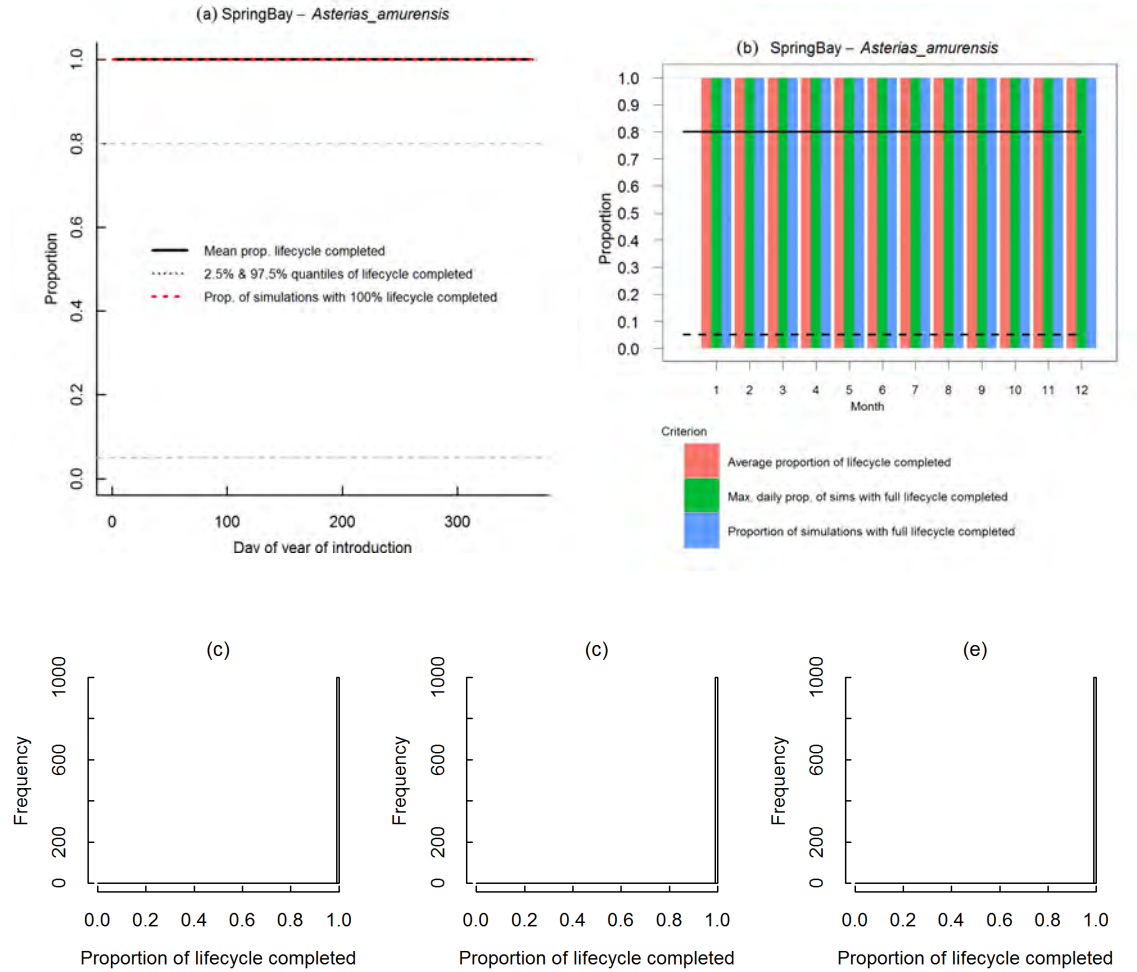 (a) SpringBay – Asterias_amurensis
Proportion
1.0
0.8
0.6
0.4
0.2
0.0
Mean prop. lifecycle completed
2.5% & 97.5% quantiles of lifecycle completed
Prop. of simulations with 100% lifecycle completed
0 100 200 300
Day of year of introduction
(b) SpringBay – Asterias_amurensis
Proportion
1.0
0.9
0.8
0.7
0.6
0.5
0.4
0.3
0.2
0.1
0.0
1 2 3 4 5 6 7 8 9 10 11 12
Month
Criterion
Average proportion of lifecycle completed
Max. daily prop. of sims with full lifecycle completed
Proportion of simulations with full lifecycle completed
(c)
Frequency
1000
600
200
0
0.0 0.2 0.4 0.6 0.8 1.0
Proportion of lifecycle completed
(c)
Frequency
1000
600
200
0
0.0 0.2 0.4 0.6 0.8 1.0
Proportion of lifecycle completed
(e)
Frequency
1000
600
200
0
0.0 0.2 0.4 0.6 0.8 1.0
Proportion of lifecycle completed